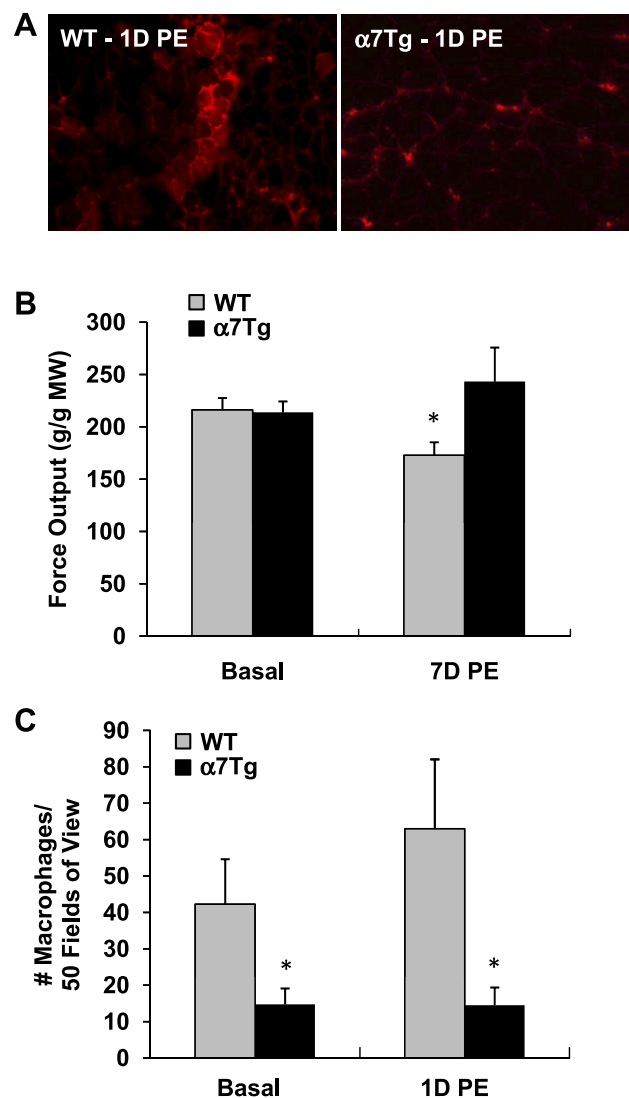 A
WT - 1D PE
α7Tg - 1D PE
B
WT
α7Tg
Force Output (g/g MW)
300
250
200
150
100
50
0
*
Basal
7D PE
C
WT
α7Tg
# Macrophages/
50 Fields of View
90
80
70
60
50
40
30
20
10
0
*
*
Basal
1D PE